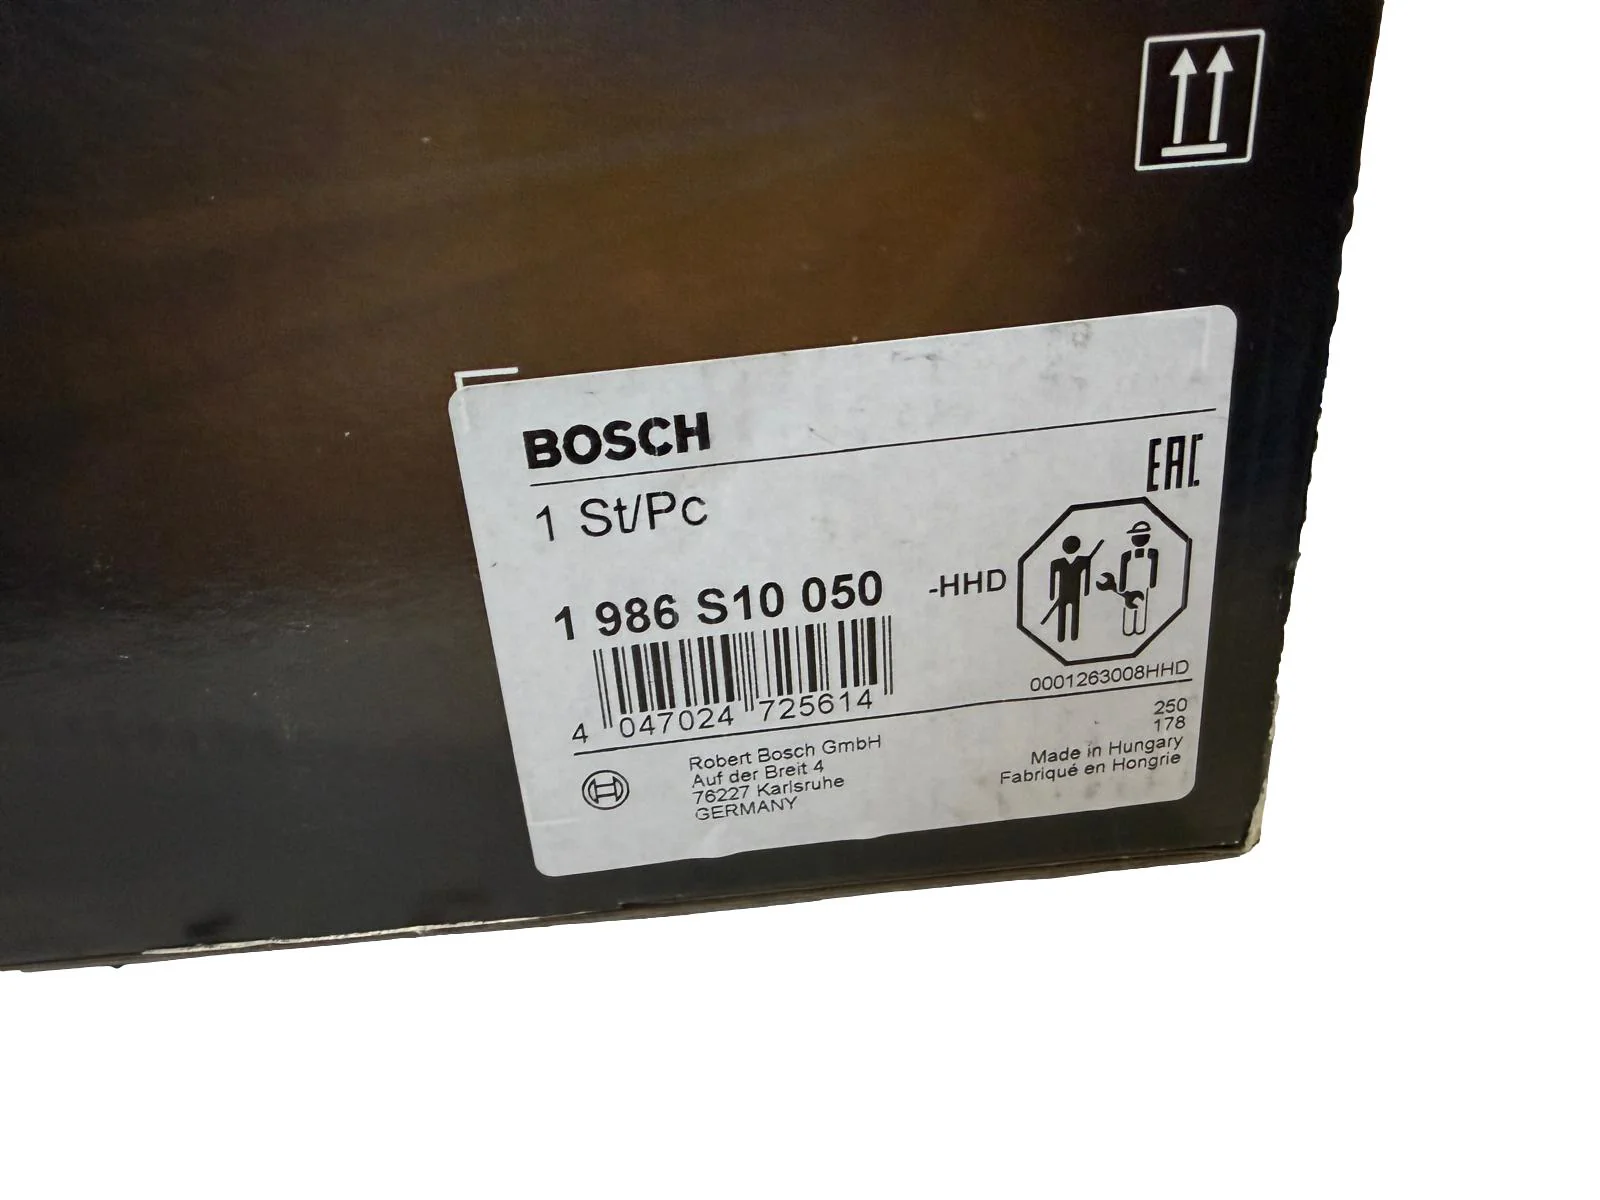 BOSCH
EAC
1 St/Pc
1 986 S10 050 -HHD
4 047024 725614
0001263008HHD
250
178
Robert Bosch GmbH
Auf der Breit 4
76227 Karlsruhe
GERMANY
Made in Hungary
Fabriqué en Hongrie